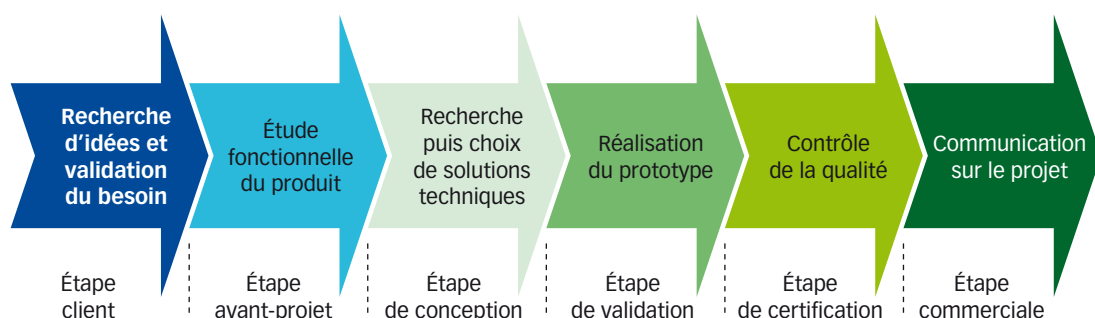 Recherche
d'idées et
validation
du besoin
Étude
fonctionnelle
du produit
Recherche
puis choix
de solutions
techniques
Réalisation
du prototype
Contrôle
de la qualité
Communication
sur le projet
Étape
client
Étape
avant-projet
Étape
de conception
Étape
de validation
Étape
de certification
Étape
commerciale